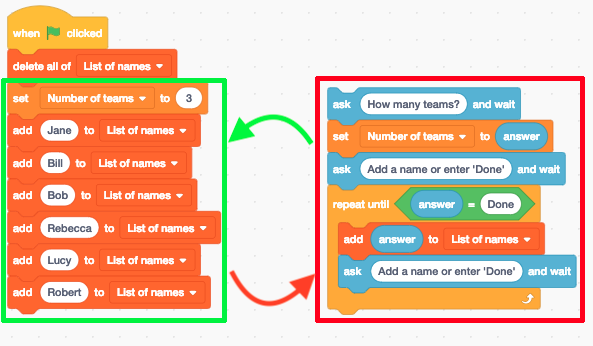 when clicked
delete all of List of names
set Number of teams to 3
add Jane to List of names
add Bill to List of names
add Bob to List of names
add Rebecca to List of names
add Lucy to List of names
add Robert to List of names
ask How many teams? and wait
set Number of teams to answer
ask Add a name or enter 'Done' and wait
repeat until answer = Done
add answer to List of names
ask Add a name or enter 'Done' and wait